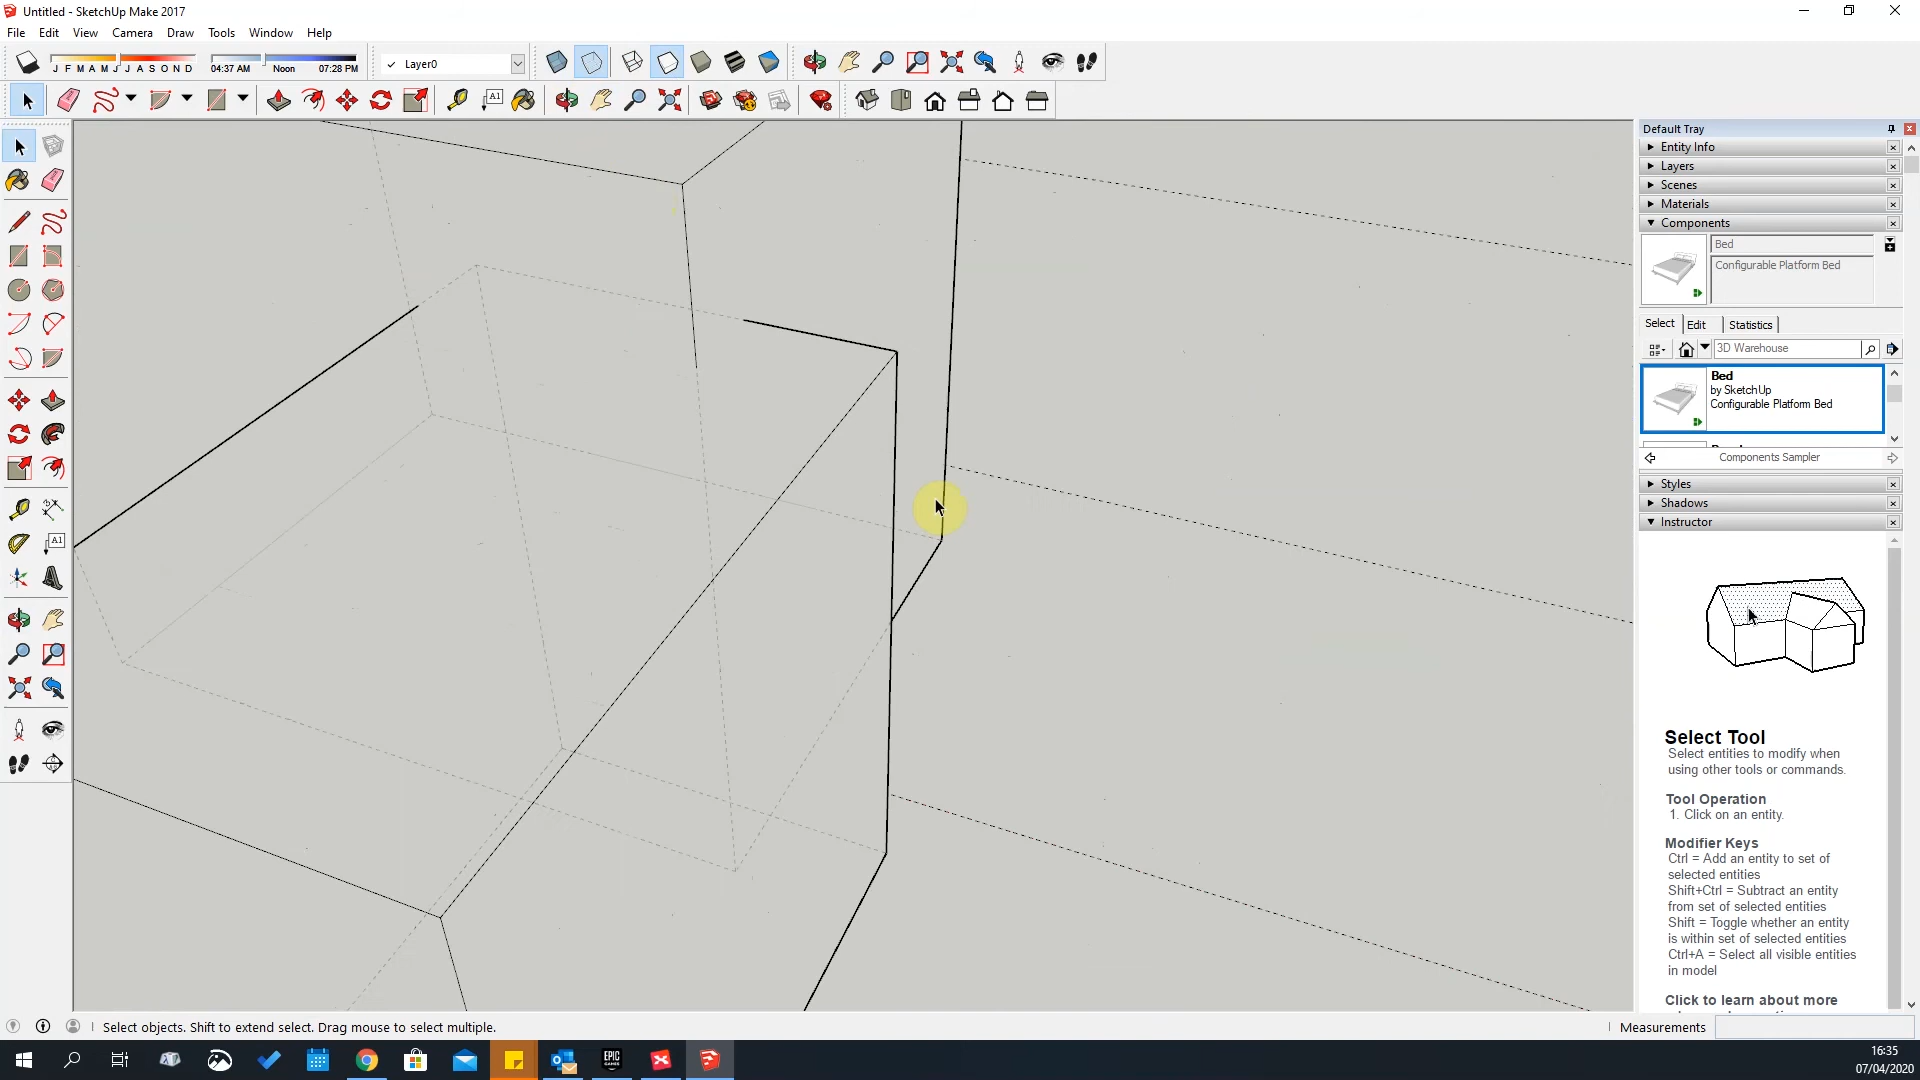 Untitled - SketchUp Make 2017
File Edit View Camera Draw Tools Window Help
J F M A M J J A S O N D
04:37 AM Noon 07:28 PM
Layer0
A1
Default Tray
Entity Info
Layers
Scenes
Materials
Components
Bed
Configurable Platform Bed
Select Edit Statistics
3D Warehouse
Bed
by SketchUp
Configurable Platform Bed
Components Sampler
Styles
Shadows
Instructor
A1
Select Tool
Select entities to modify when
using other tools or commands.
Tool Operation
1. Click on an entity.
Modifier Keys
Ctrl = Add an entity to set of
selected entities
Shift+Ctrl = Subtract an entity
from set of selected entities
Shift = Toggle whether an entity
is within set of selected entities
Ctrl+A = Select all visible entities
in model
Click to learn about more
Select objects. Shift to extend select. Drag mouse to select multiple.
Measurements
EPIC
GAMES
16:35
07/04/2020